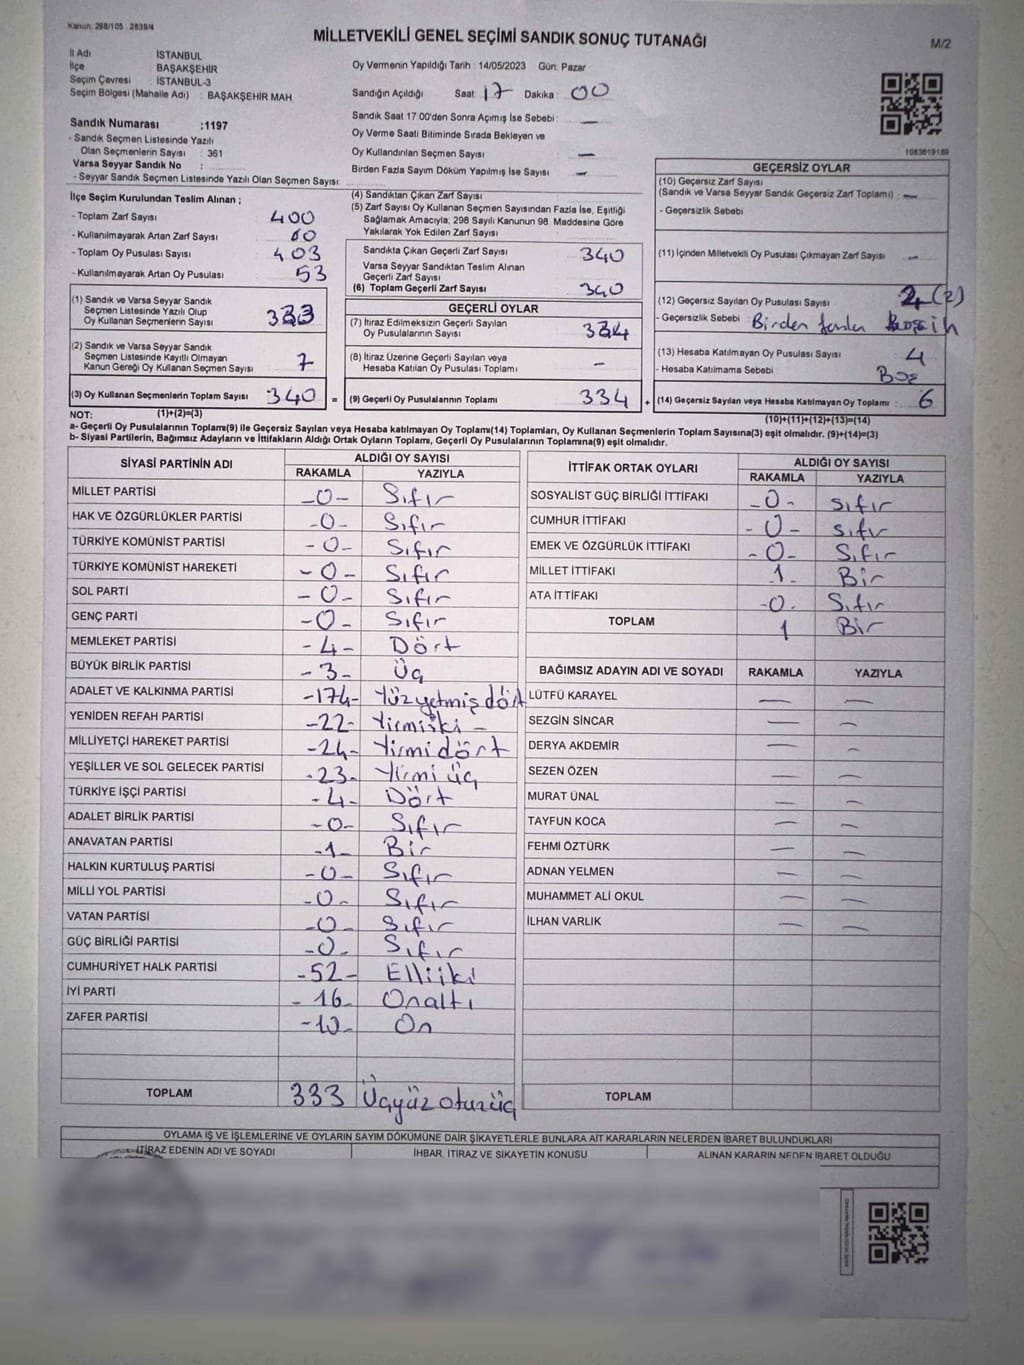 Kanun: 298/105 . 2839/4
MİLLETVEKİLİ GENEL SEÇİMİ SANDIK SONUÇ TUTANAĞI
M/2
İl Adı İSTANBUL
İlçe BAŞAKŞEHİR
Seçim Çevresi İSTANBUL-3
Seçim Bölgesi (Mahalle Adı) : BAŞAKŞEHİR MAH
Oy Vermenin Yapıldığı Tarih : 14/05/2023 Gün: Pazar
Sandığın Açıldığı Saat : 17 Dakika : 00
Sandık Saat 17:00'den Sonra Açımış İse Sebebi : —
Oy Verme Saati Bitiminde Sırada Bekleyen ve
Oy Kullandırılan Seçmen Sayısı : —
Birden Fazla Sayım Döküm Yapılmış İse Sayısı : —
Sandık Numarası :1197
- Sandık Seçmen Listesinde Yazılı
Olan Seçmenlerin Sayısı : 361
Varsa Seyyar Sandık No :
- Seyyar Sandık Seçmen Listesinde Yazılı Olan Seçmen Sayısı :
1083619189
İlçe Seçim Kurulundan Teslim Alınan ;
- Toplam Zarf Sayısı 400
- Kullanılmayarak Artan Zarf Sayısı 60
- Toplam Oy Pusulası Sayısı 403
- Kullanılmayarak Artan Oy Pusulası 53
(1) Sandık ve Varsa Seyyar Sandık
Seçmen Listesinde Yazılı Olup
Oy Kullanan Seçmenlerin Sayısı : 333
(2) Sandık ve Varsa Seyyar Sandık
Seçmen Listesinde Kayıtlı Olmayan
Kanun Gereği Oy Kullanan Seçmen Sayısı : 7
(3) Oy Kullanan Seçmenlerin Toplam Sayısı : 340 =
(4) Sandıktan Çıkan Zarf Sayısı :
(5) Zarf Sayısı Oy Kullanan Seçmen Sayısından Fazla İse, Eşitliği
Sağlamak Amacıyla, 298 Sayılı Kanunun 98. Maddesine Göre
Yakılarak Yok Edilen Zarf Sayısı :
Sandıkta Çıkan Geçerli Zarf Sayısı 340
Varsa Seyyar Sandıktan Teslim Alınan
Geçerli Zarf Sayısı
(6) Toplam Geçerli Zarf Sayısı : 340
GEÇERLİ OYLAR
(7) İtiraz Edilmeksizin Geçerli Sayılan
Oy Pusulalarının Sayısı : 334
(8) İtiraz Üzerine Geçerli Sayılan veya
Hesaba Katılan Oy Pusulası Toplamı : —
(9) Geçerli Oy Pusulalarının Toplamı : 334 +
GEÇERSİZ OYLAR
(10) Geçersiz Zarf Sayısı
(Sandık ve Varsa Seyyar Sandık Geçersiz Zarf Toplamı) : —
- Geçersizlik Sebebi
(11) İçinden Milletvekili Oy Pusulası Çıkmayan Zarf Sayısı : —
(12) Geçersiz Sayılan Oy Pusulası Sayısı : (2)
- Geçersizlik Sebebi : Birden fazla
(13) Hesaba Katılmayan Oy Pusulası Sayısı : 4
- Hesaba Katılmama Sebebi : Boş
(14) Geçersiz Sayılan veya Hesaba Katılmayan Oy Toplamı : 6
NOT: (1)+(2)=(3) (10)+(11)+(12)+(13)=(14)
a- Geçerli Oy Pusulalarının Toplamı(9) ile Geçersiz Sayılan veya Hesaba katılmayan Oy Toplamı(14) Toplamları, Oy Kullanan Seçmenlerin Toplam Sayısına(3) eşit olmalıdır. (9)+(14)=(3)
b- Siyasi Partilerin, Bağımsız Adayların ve İttifakların Aldığı Ortak Oyların Toplamı, Geçerli Oy Pusulalarının Toplamına(9) eşit olmalıdır.
SİYASİ PARTİNİN ADI ALDIĞI OY SAYISI
RAKAMLA YAZIYLA
MİLLET PARTİSİ -0- Sıfır
HAK VE ÖZGÜRLÜKLER PARTİSİ -0- Sıfır
TÜRKİYE KOMÜNİST PARTİSİ -0- Sıfır
TÜRKİYE KOMÜNİST HAREKETİ -0- Sıfır
SOL PARTİ -0- Sıfır
GENÇ PARTİ -0- Sıfır
MEMLEKET PARTİSİ -4- Dört
BÜYÜK BİRLİK PARTİSİ -3- Üç
ADALET VE KALKINMA PARTİSİ -174- Yüzyetmişdört
YENİDEN REFAH PARTİSİ -22- Yirmiiki -
MİLLİYETÇİ HAREKET PARTİSİ -24- Yirmidört
YEŞİLLER VE SOL GELECEK PARTİSİ -23- Yirmi üç
TÜRKİYE İŞÇİ PARTİSİ -4- Dört
ADALET BİRLİK PARTİSİ -0- Sıfır
ANAVATAN PARTİSİ -1- Bir
HALKIN KURTULUŞ PARTİSİ -0- Sıfır
MİLLİ YOL PARTİSİ -0- Sıfır
VATAN PARTİSİ -0- Sıfır
GÜÇ BİRLİĞİ PARTİSİ -0- Sıfır
CUMHURİYET HALK PARTİSİ -52- Elliiki
İYİ PARTİ -16- Onaltı
ZAFER PARTİSİ -10- On
TOPLAM 333 Üçyüzotuzüç
İTTİFAK ORTAK OYLARI ALDIĞI OY SAYISI
RAKAMLA YAZIYLA
SOSYALİST GÜÇ BİRLİĞİ İTTİFAKI -0- Sıfır
CUMHUR İTTİFAKI -0- Sıfır
EMEK VE ÖZGÜRLÜK İTTİFAKI -0- Sıfır
MİLLET İTTİFAKI 1- Bir
ATA İTTİFAKI -0- Sıfır
TOPLAM 1 Bir
BAĞIMSIZ ADAYIN ADI VE SOYADI RAKAMLA YAZIYLA
LÜTFÜ KARAYEL — —
SEZGİN SİNCAR — —
DERYA AKDEMİR — —
SEZEN ÖZEN — —
MURAT ÜNAL — —
TAYFUN KOCA — —
FEHMİ ÖZTÜRK — —
ADNAN YELMEN — —
MUHAMMET ALİ OKUL — —
İLHAN VARLIK — —
TOPLAM
OYLAMA İŞ VE İŞLEMLERİNE VE OYLARIN SAYIM DÖKÜMÜNE DAİR ŞİKAYETLERLE BUNLARA AİT KARARLARIN NELERDEN İBARET BULUNDUKLARI
İTİRAZ EDENİN ADI VE SOYADI İHBAR, İTİRAZ VE ŞİKAYETİN KONUSU ALINAN KARARIN NEDEN İBARET OLDUĞU